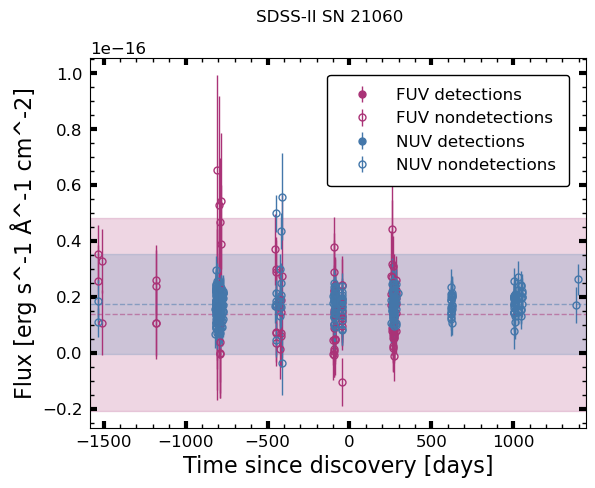 SDSS-II SN 21060
1e−16
FUV detections
FUV nondetections
NUV detections
NUV nondetections
1.0
0.8
0.6
0.4
0.2
0.0
−0.2
Flux [erg s^-1 Å^-1 cm^-2]
−1500 −1000 −500 0 500 1000
Time since discovery [days]